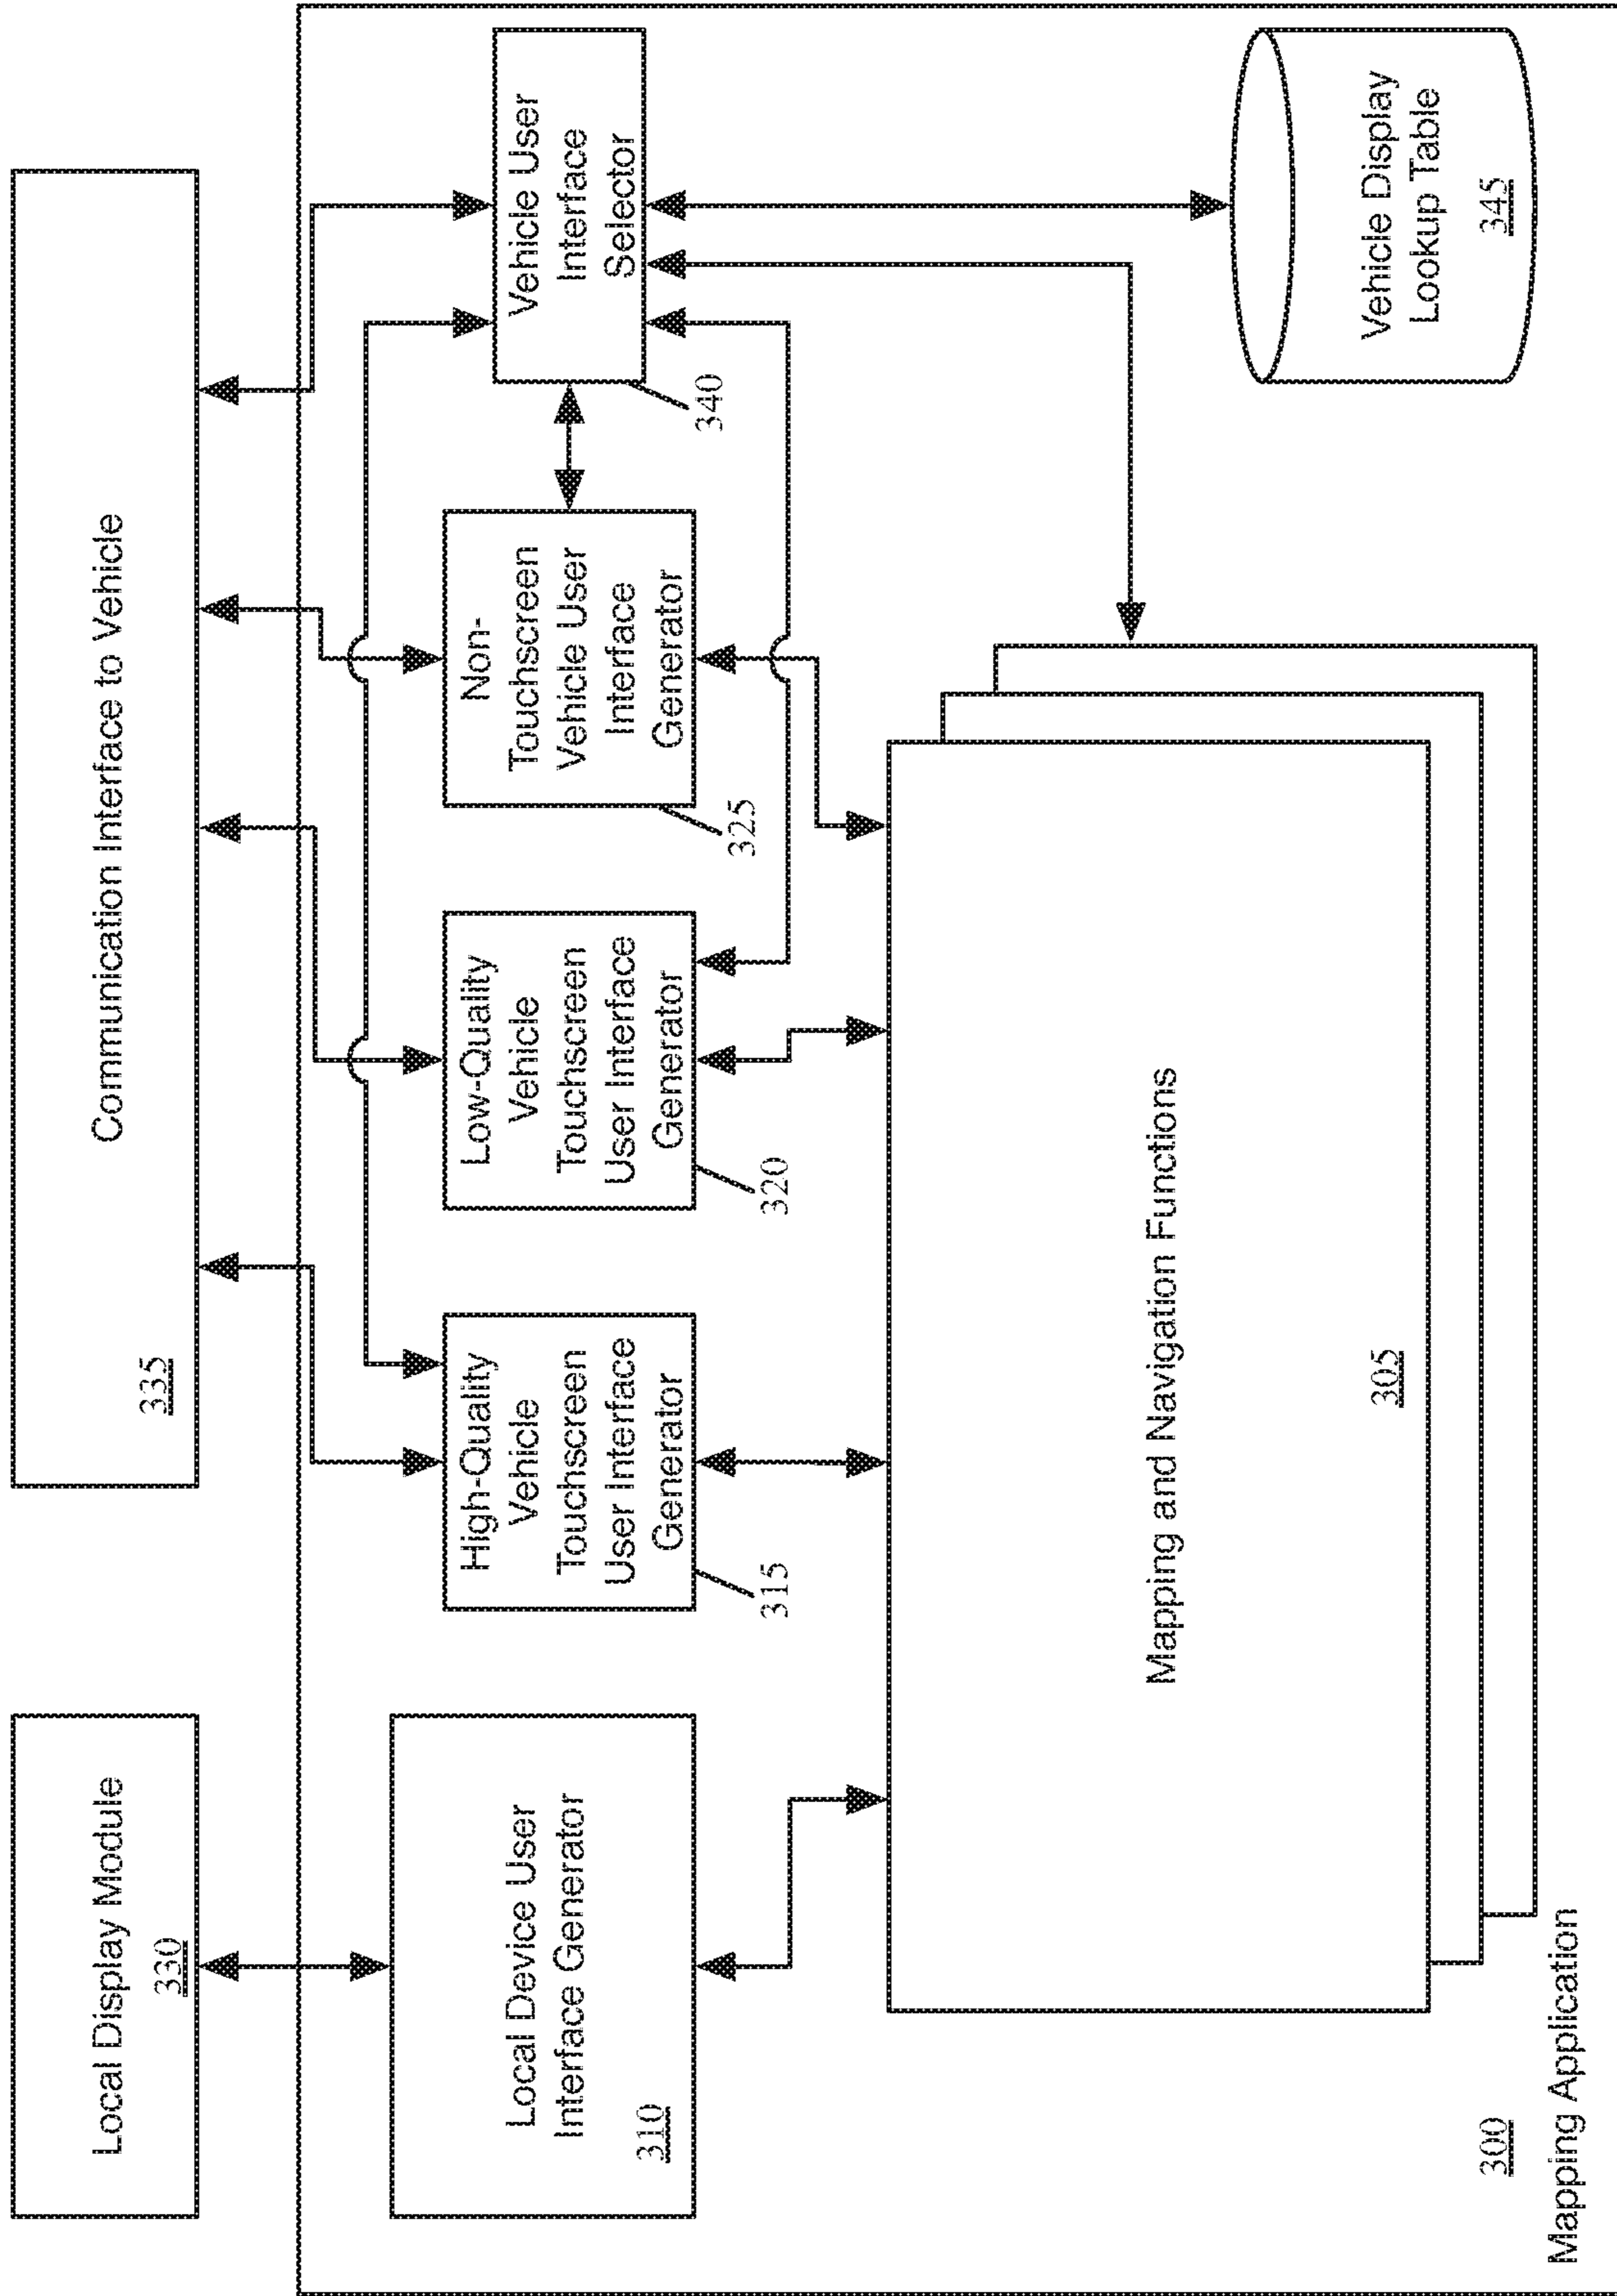 Local Display Module
330
Communication Interface to Vehicle
335
Local Device User
Interface Generator
310
High-Quality
Vehicle
Touchscreen
User Interface
Generator
315
Low-Quality
Vehicle
Touchscreen
User Interface
Generator
320
Non-
Touchscreen
Vehicle User
Interface
Generator
325
Vehicle User
Interface
Selector
340
Mapping and Navigation Functions
305
Vehicle Display
Lookup Table
345
300
Mapping Application